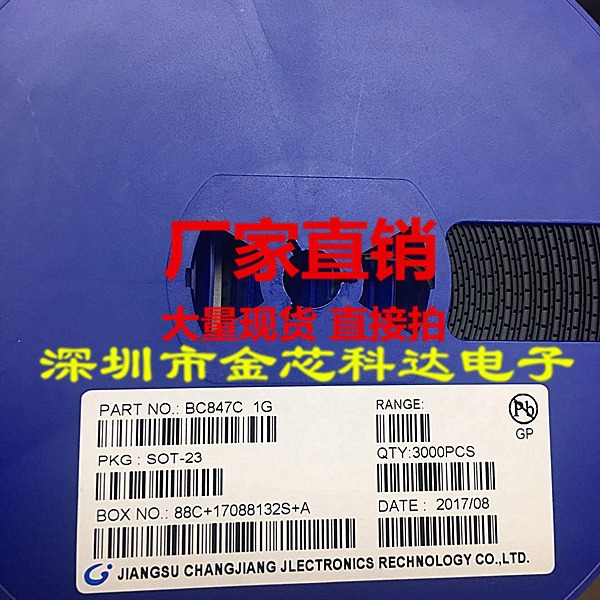 厂家直销
大量现货 直接拍
深圳市金芯科达电子
PART NO.: BC847C 1G
RANGE:
Pb
GP
PKG : SOT-23
QTY:3000PCS
BOX NO.: 88C+17088132S+A
DATE : 2017/08
JIANGSU CHANGJIANG JLECTRONICS RECHNOLOGY CO.,LTD.